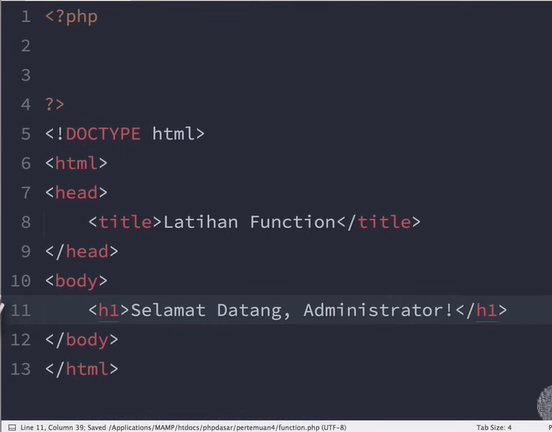 1 <?php
2
3
4 ?>
5 <!DOCTYPE html>
6 <html>
7 <head>
8     <title>Latihan Function</title>
9 </head>
10 <body>
11     <h1>Selamat Datang, Administrator!</h1>
12 </body>
13 </html>
Line 11, Column 39; Saved /Applications/MAMP/htdocs/phpdasar/pertemuan4/function.php (UTF-8) Tab Size: 4 P